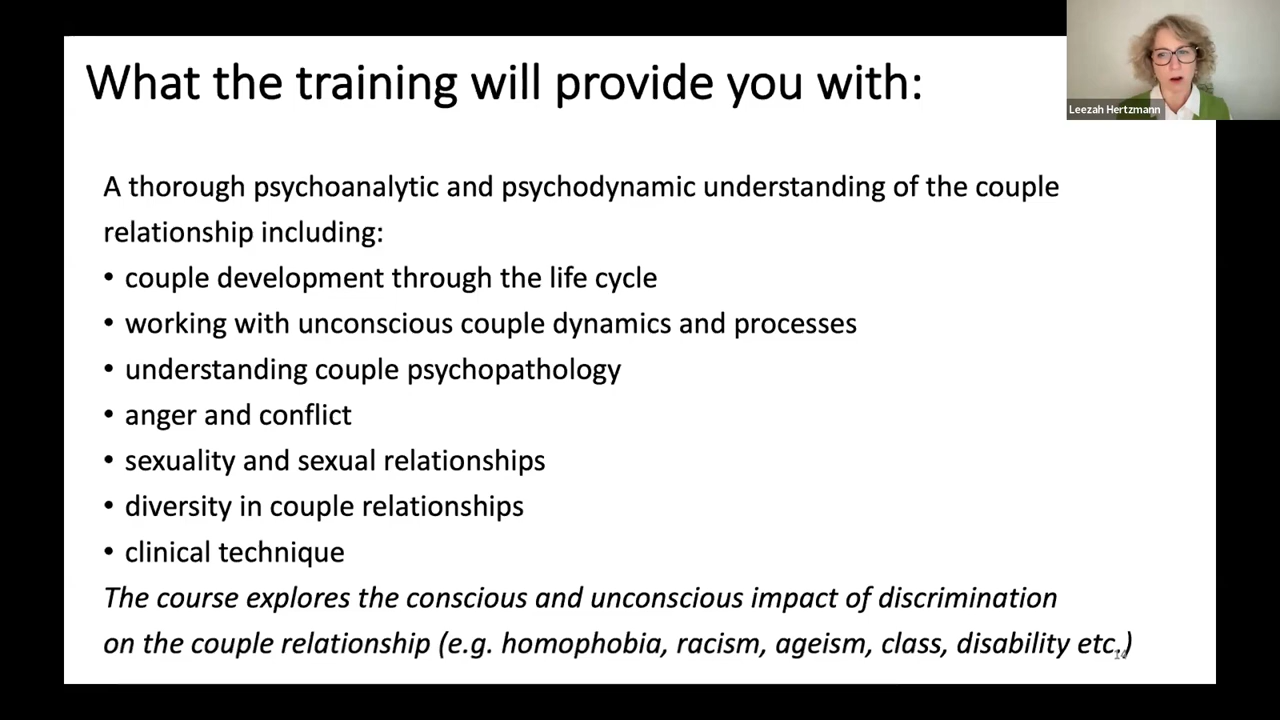 What the training will provide you with:
Leezah Hertzmann
A thorough psychoanalytic and psychodynamic understanding of the couple
relationship including:
• couple development through the life cycle
• working with unconscious couple dynamics and processes
• understanding couple psychopathology
• anger and conflict
• sexuality and sexual relationships
• diversity in couple relationships
• clinical technique
The course explores the conscious and unconscious impact of discrimination
on the couple relationship (e.g. homophobia, racism, ageism, class, disability etc.)
14